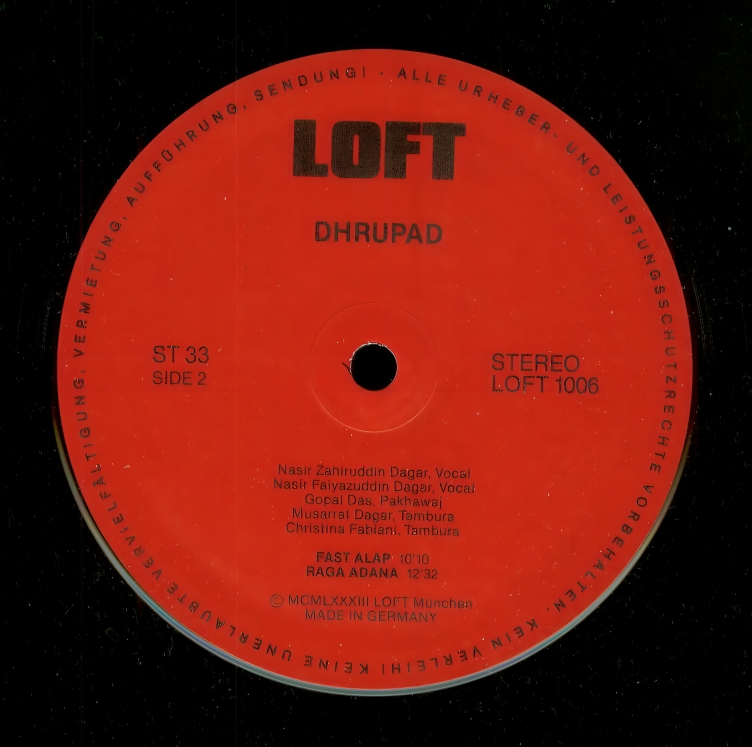 ALLE URHEBER- UND LEISTUNGSSCHUTZRECHTE VORBEHALTEN · KEIN VERLEIH! KEINE UNERLAUBTE VERVIELFÄLTIGUNG, VERMIETUNG, AUFFÜHRUNG, SENDUNG! ·
LOFT
DHRUPAD
ST 33
SIDE 2
STEREO
LOFT 1006
Nasir Zahiruddin Dagar, Vocal
Nasir Faiyazuddin Dagar, Vocal
Gopal Das, Pakhawaj
Musarrat Dagar, Tambura
Christina Fabiani, Tambura
FAST ALAP 10'10
RAGA ADANA 12'32
© MCMLXXXIII LOFT München
MADE IN GERMANY